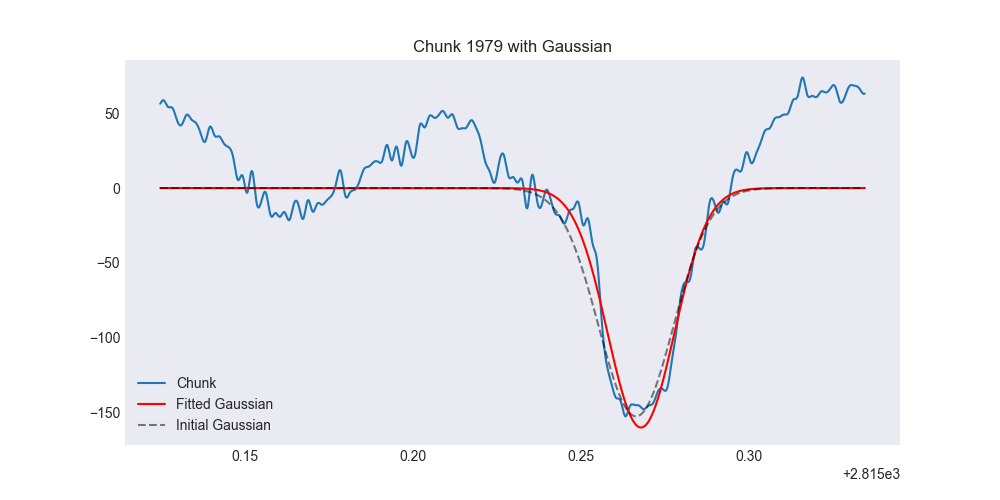 Chunk 1979 with Gaussian
50
0
−50
−100
−150
Chunk
Fitted Gaussian
Initial Gaussian
0.15 0.20 0.25 0.30
+2.815e3